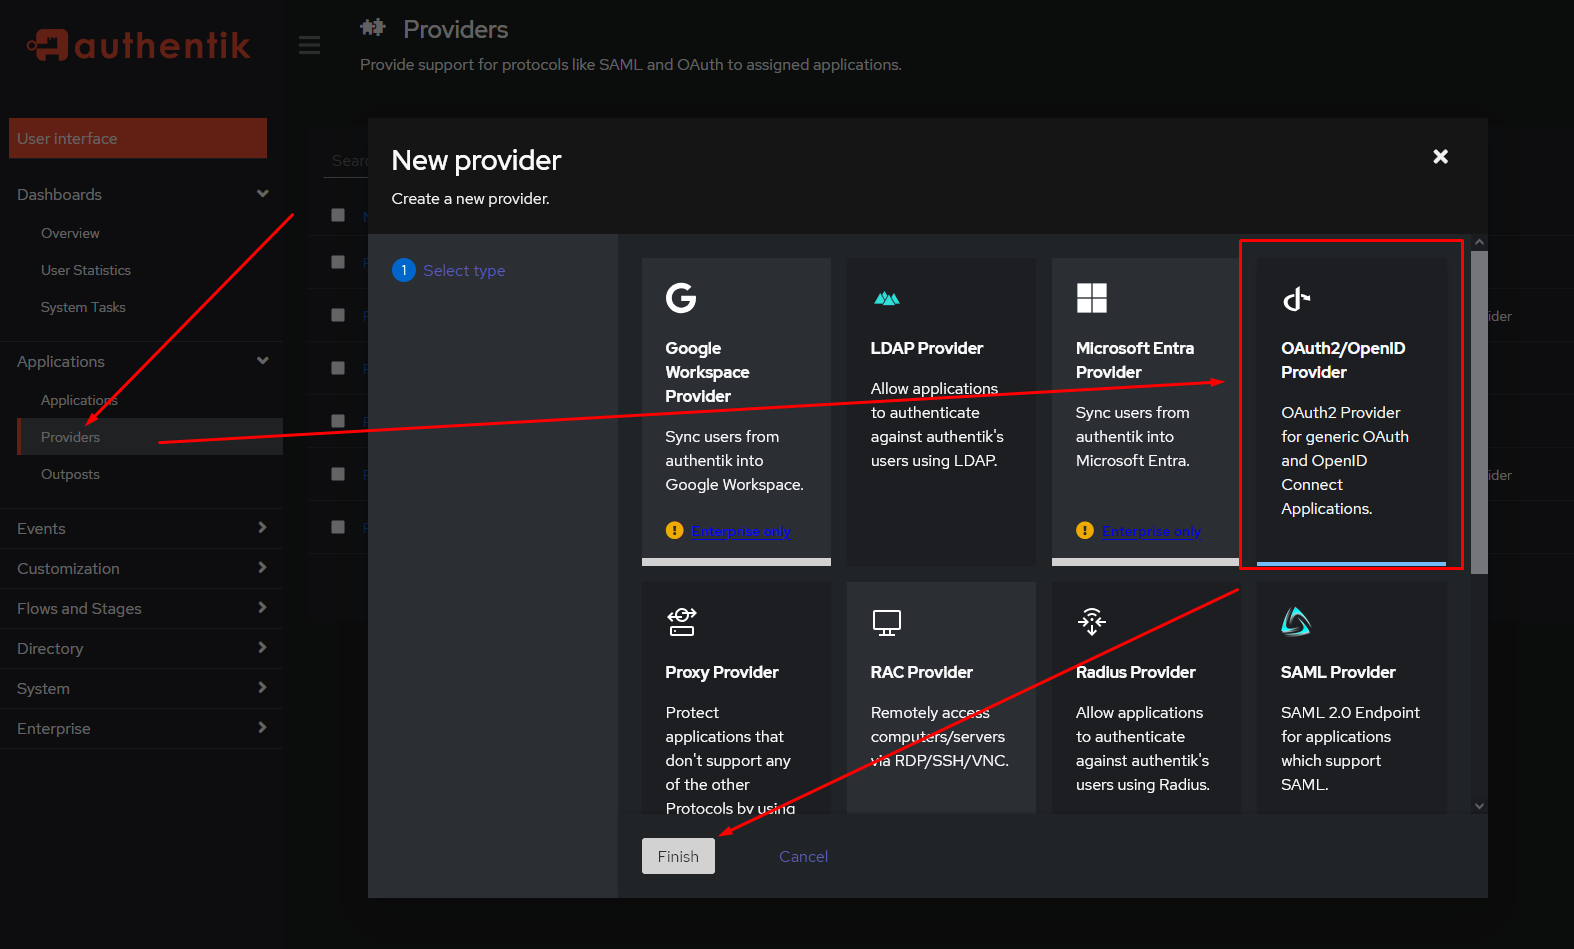 authentik
Providers
Provide support for protocols like SAML and OAuth to assigned applications.
User interface
Dashboards
Overview
User Statistics
System Tasks
Applications
Applications
Providers
Outposts
Events
Customization
Flows and Stages
Directory
System
Enterprise
New provider
Create a new provider.
1 Select type
Google
Workspace
Provider
Sync users from
authentik into
Google Workspace.
Enterprise only
LDAP Provider
Allow applications
to authenticate
against authentik's
users using LDAP.
Microsoft Entra
Provider
Sync users from
authentik into
Microsoft Entra.
Enterprise only
OAuth2/OpenID
Provider
OAuth2 Provider
for generic OAuth
and OpenID
Connect
Applications.
Proxy Provider
Protect
applications that
don't support any
of the other
Protocols by using
RAC Provider
Remotely access
computers/servers
via RDP/SSH/VNC.
Radius Provider
Allow applications
to authenticate
against authentik's
users using Radius.
SAML Provider
SAML 2.0 Endpoint
for applications
which support
SAML.
Finish
Cancel